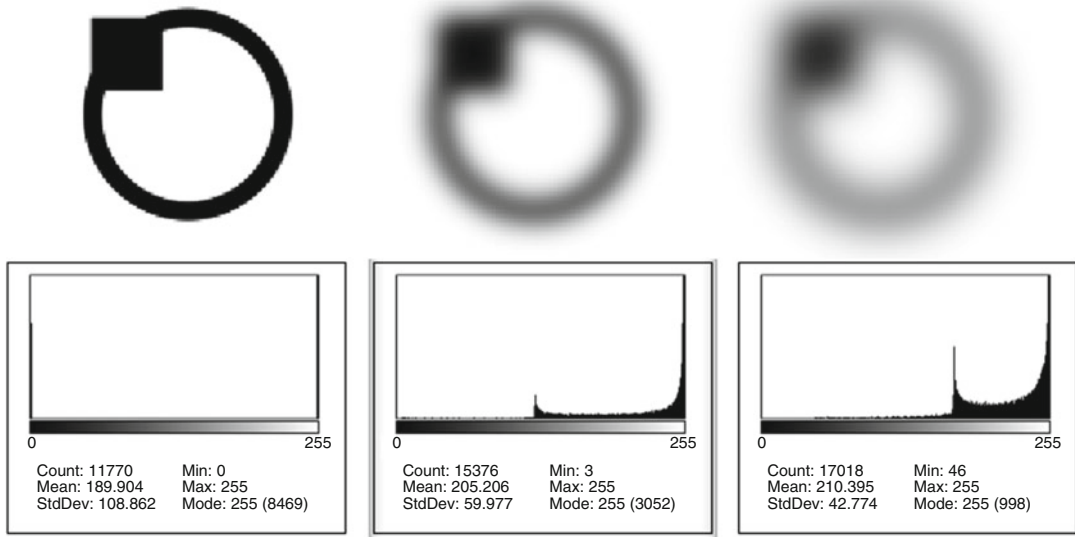 0 255
Count: 11770 Min: 0
Mean: 189.904 Max: 255
StdDev: 108.862 Mode: 255 (8469)
0 255
Count: 15376 Min: 3
Mean: 205.206 Max: 255
StdDev: 59.977 Mode: 255 (3052)
0 255
Count: 17018 Min: 46
Mean: 210.395 Max: 255
StdDev: 42.774 Mode: 255 (998)